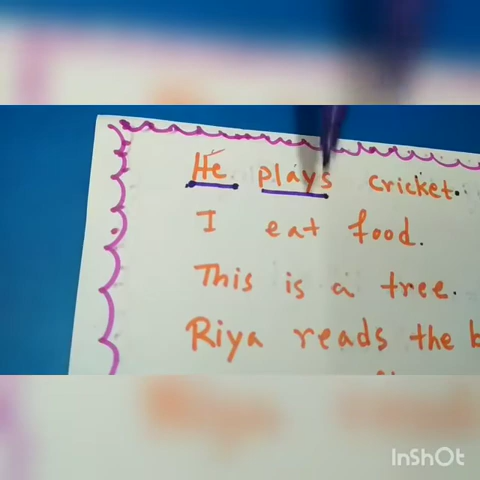 He plays cricket.
I eat food.
This is a tree.
Riya reads the
InShOt